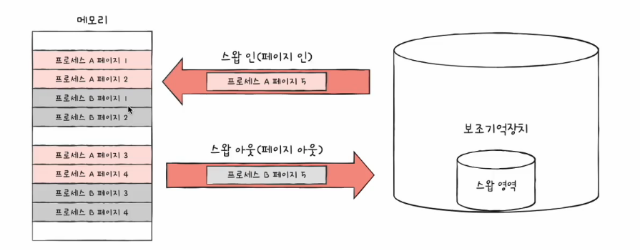 메모리
프로세스 A 페이지 1
프로세스 A 페이지 2
프로세스 B 페이지 1
프로세스 B 페이지 2
프로세스 A 페이지 3
프로세스 A 페이지 4
프로세스 B 페이지 3
프로세스 B 페이지 4
스왑 인(페이지 인)
프로세스 A 페이지 5
스왑 아웃(페이지 아웃)
프로세스 B 페이지 5
보조기억장치
스왑 영역